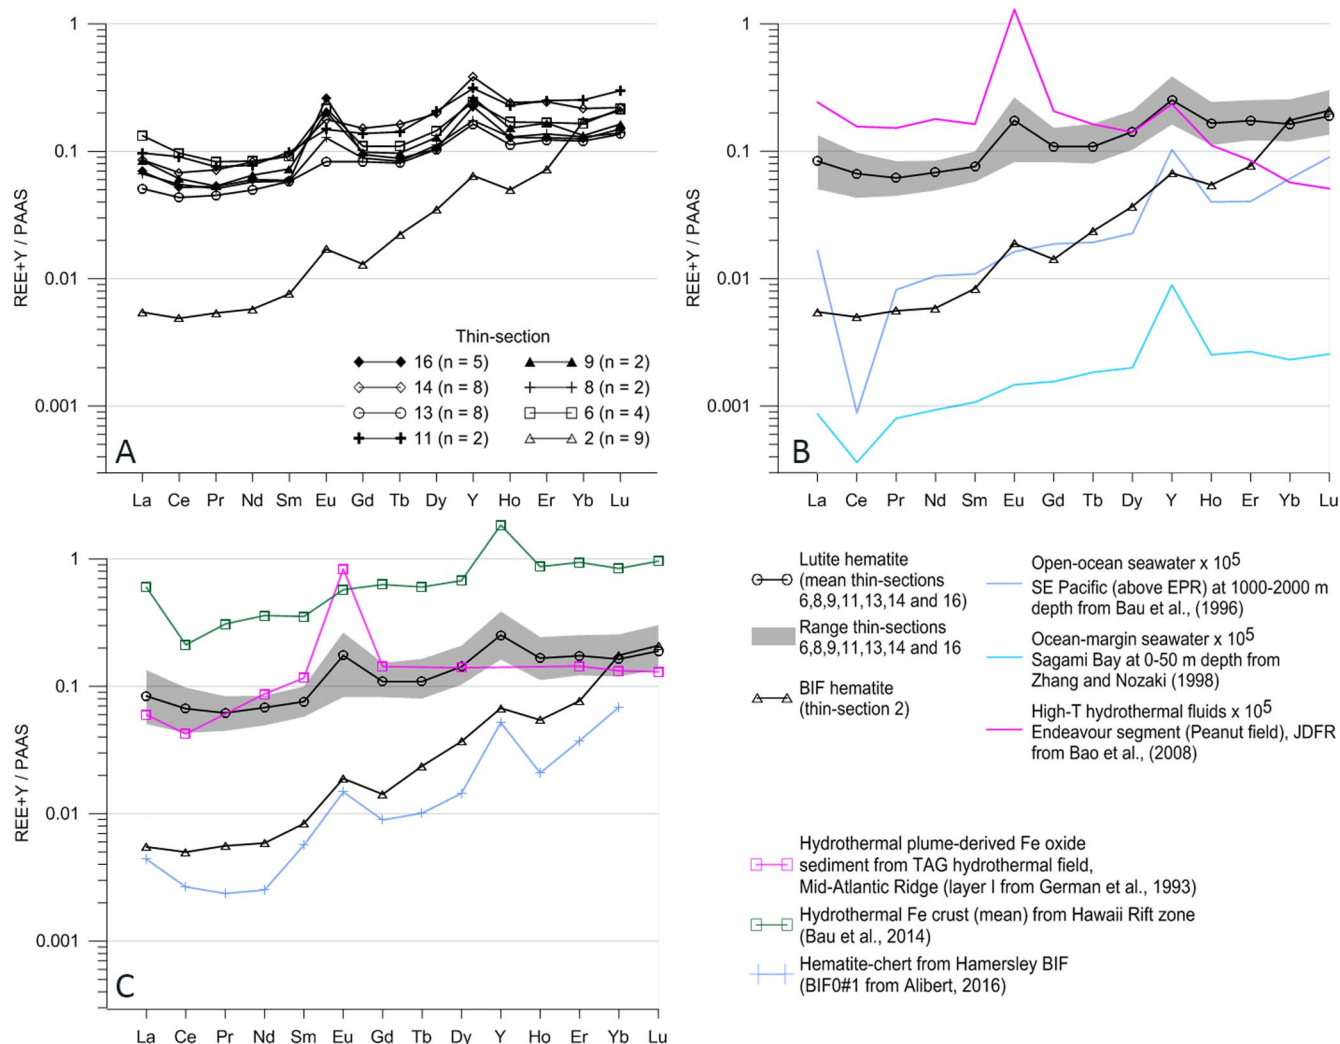 REE+Y / PAAS
1
0.1
0.01
0.001
Thin-section
16 (n = 5)
9 (n = 2)
14 (n = 8)
8 (n = 2)
13 (n = 8)
6 (n = 4)
11 (n = 2)
2 (n = 9)
A
La Ce Pr Nd Sm Eu Gd Tb Dy Y Ho Er Yb Lu
REE+Y / PAAS
1
0.1
0.01
0.001
B
La Ce Pr Nd Sm Eu Gd Tb Dy Y Ho Er Yb Lu
REE+Y / PAAS
1
0.1
0.01
0.001
C
La Ce Pr Nd Sm Eu Gd Tb Dy Y Ho Er Yb Lu
Lutite hematite
(mean thin-sections
6,8,9,11,13,14 and 16)
Range thin-sections
6,8,9,11,13,14 and 16
BIF hematite
(thin-section 2)
Open-ocean seawater x 10⁵
SE Pacific (above EPR) at 1000-2000 m
depth from Bau et al., (1996)
Ocean-margin seawater x 10⁵
Sagami Bay at 0-50 m depth from
Zhang and Nozaki (1998)
High-T hydrothermal fluids x 10⁵
Endeavour segment (Peanut field), JDFR
from Bao et al., (2008)
Hydrothermal plume-derived Fe oxide
sediment from TAG hydrothermal field,
Mid-Atlantic Ridge (layer I from German et al., 1993)
Hydrothermal Fe crust (mean) from Hawaii Rift zone
(Bau et al., 2014)
Hematite-chert from Hamersley BIF
(BIF0#1 from Alibert, 2016)